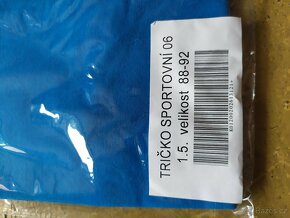 TRIČKO SPORTOVNÍ 06
1.5. velikost 88-92